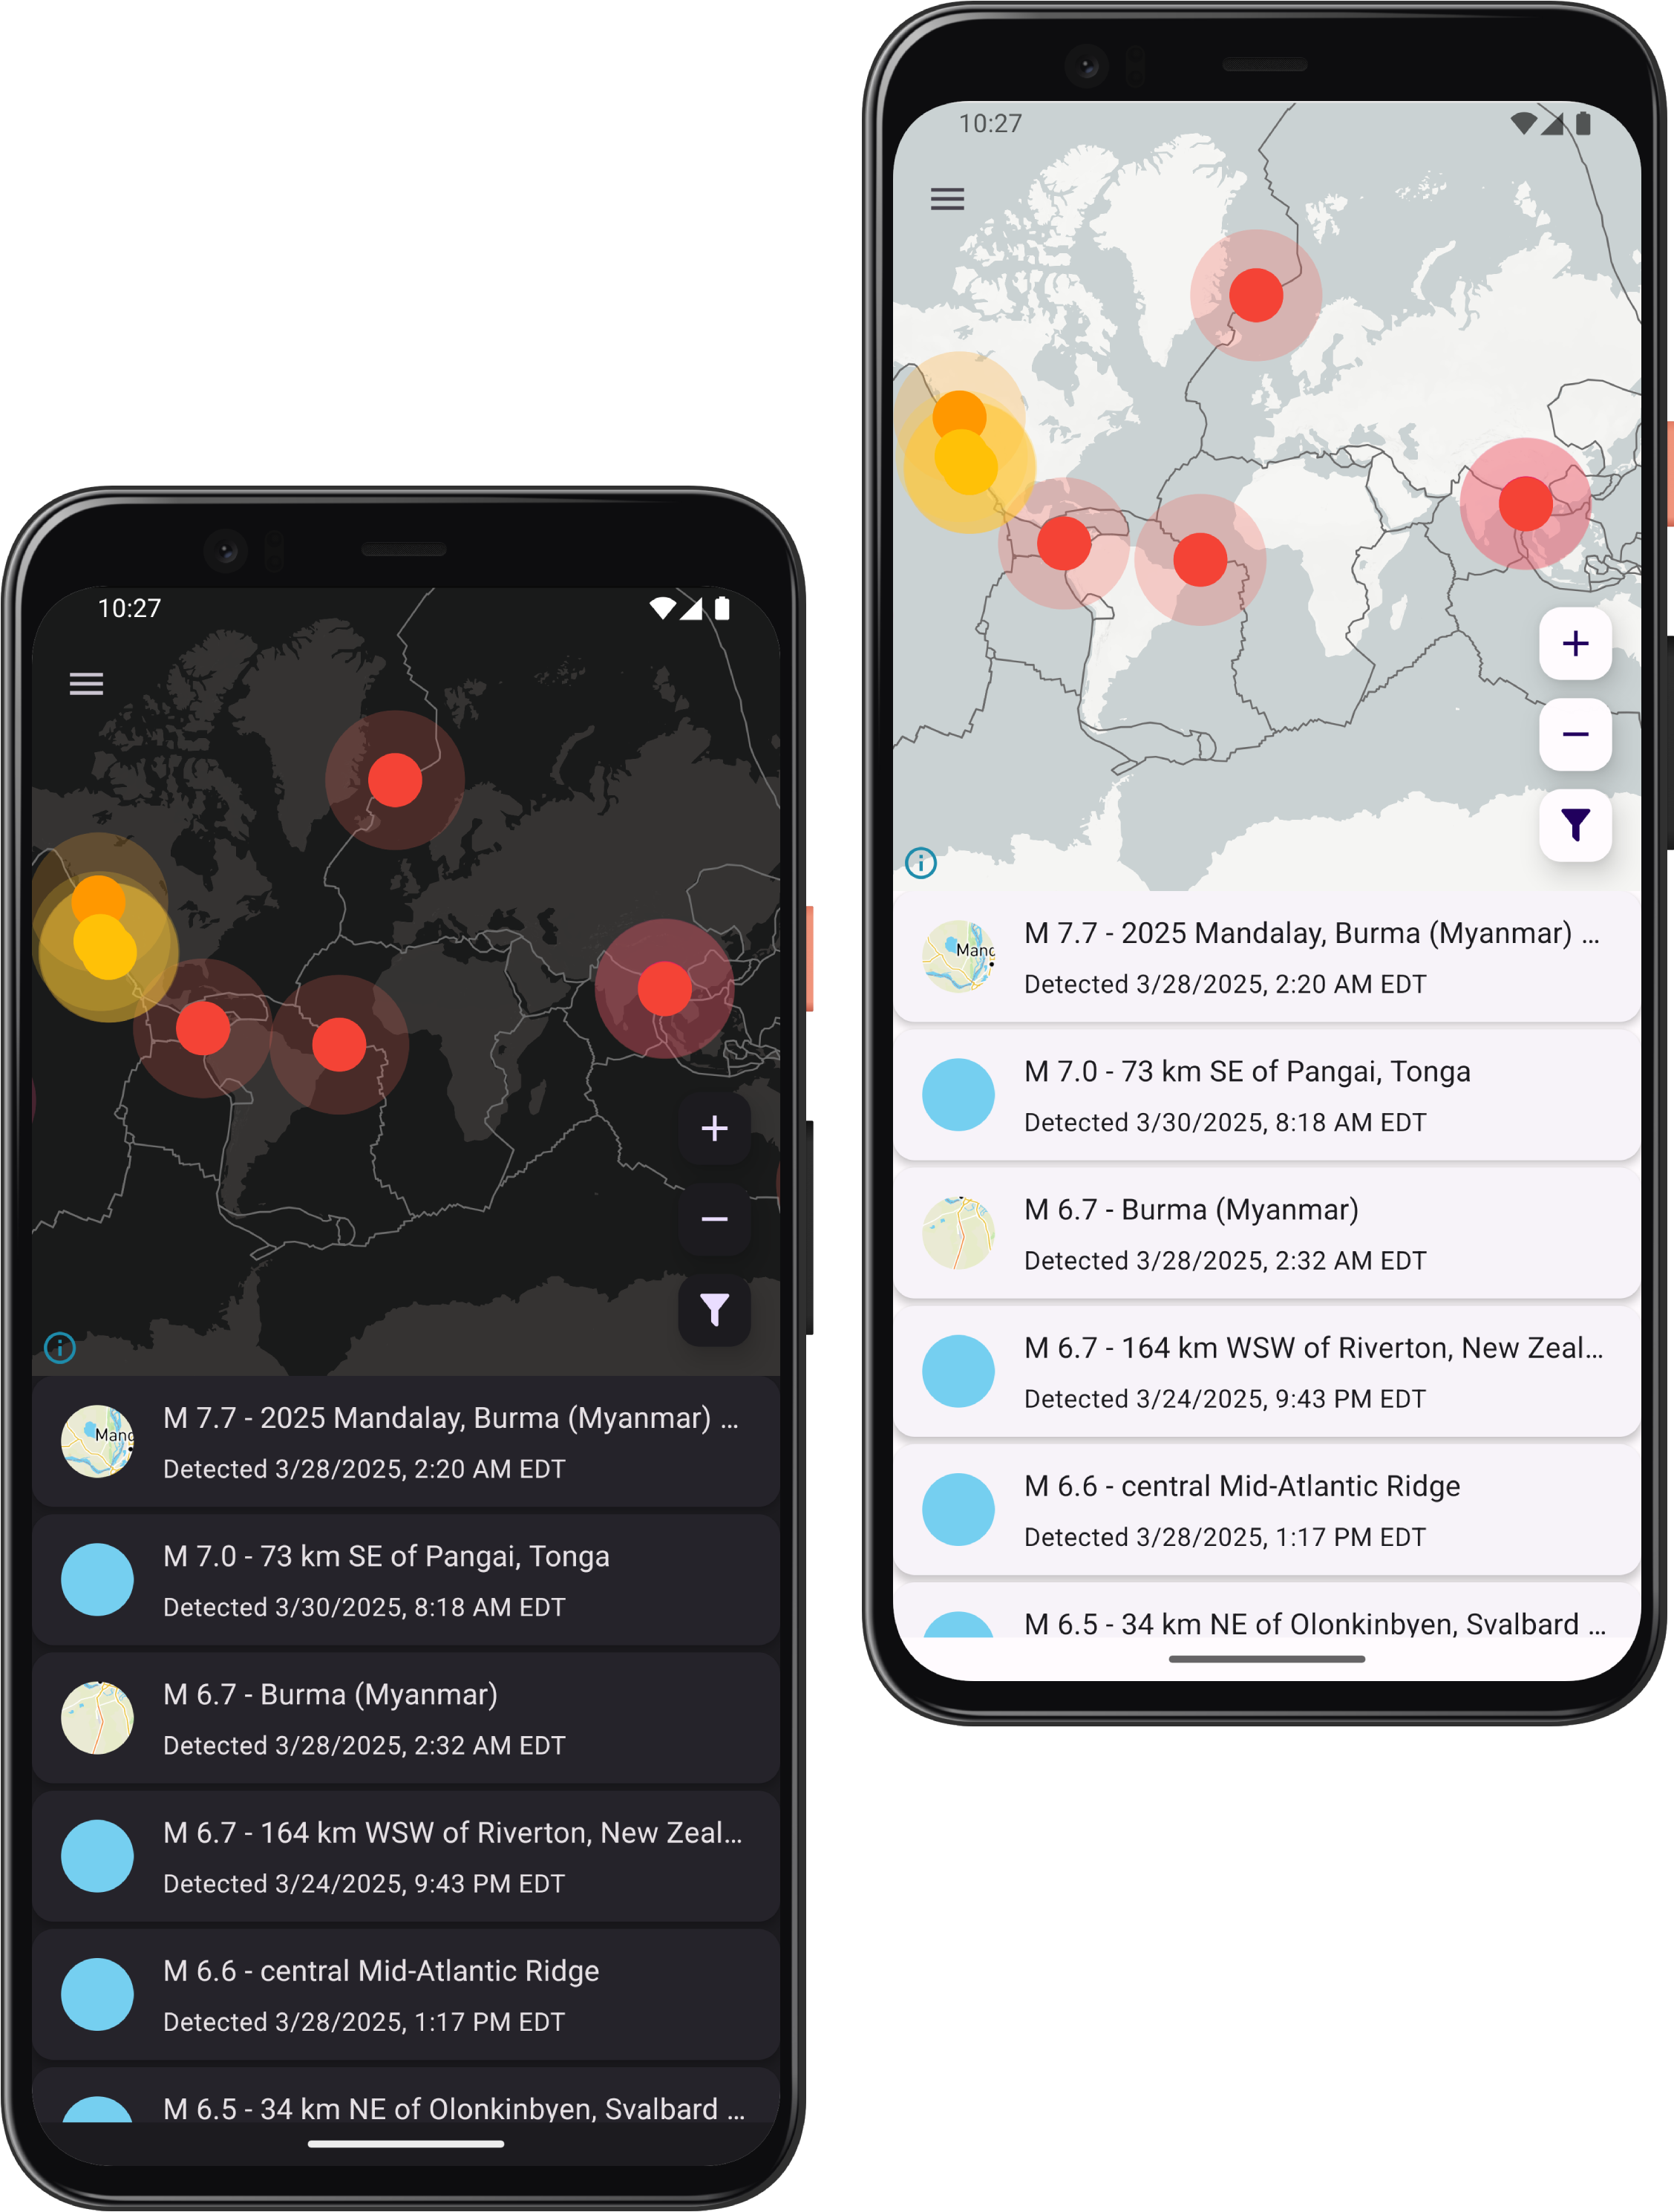 10:27
M 7.7 - 2025 Mandalay, Burma (Myanmar) ...
Mand
Detected 3/28/2025, 2:20 AM EDT
M 7.0 - 73 km SE of Pangai, Tonga
Detected 3/30/2025, 8:18 AM EDT
M 6.7 - Burma (Myanmar)
Detected 3/28/2025, 2:32 AM EDT
M 6.7 - 164 km WSW of Riverton, New Zeal...
Detected 3/24/2025, 9:43 PM EDT
M 6.6 - central Mid-Atlantic Ridge
Detected 3/28/2025, 1:17 PM EDT
M 6.5 - 34 km NE of Olonkinbyen, Svalbard ...
10:27
M 7.7 - 2025 Mandalay, Burma (Myanmar) ...
Mand
Detected 3/28/2025, 2:20 AM EDT
M 7.0 - 73 km SE of Pangai, Tonga
Detected 3/30/2025, 8:18 AM EDT
M 6.7 - Burma (Myanmar)
Detected 3/28/2025, 2:32 AM EDT
M 6.7 - 164 km WSW of Riverton, New Zeal...
Detected 3/24/2025, 9:43 PM EDT
M 6.6 - central Mid-Atlantic Ridge
Detected 3/28/2025, 1:17 PM EDT
M 6.5 - 34 km NE of Olonkinbyen, Svalbard ...